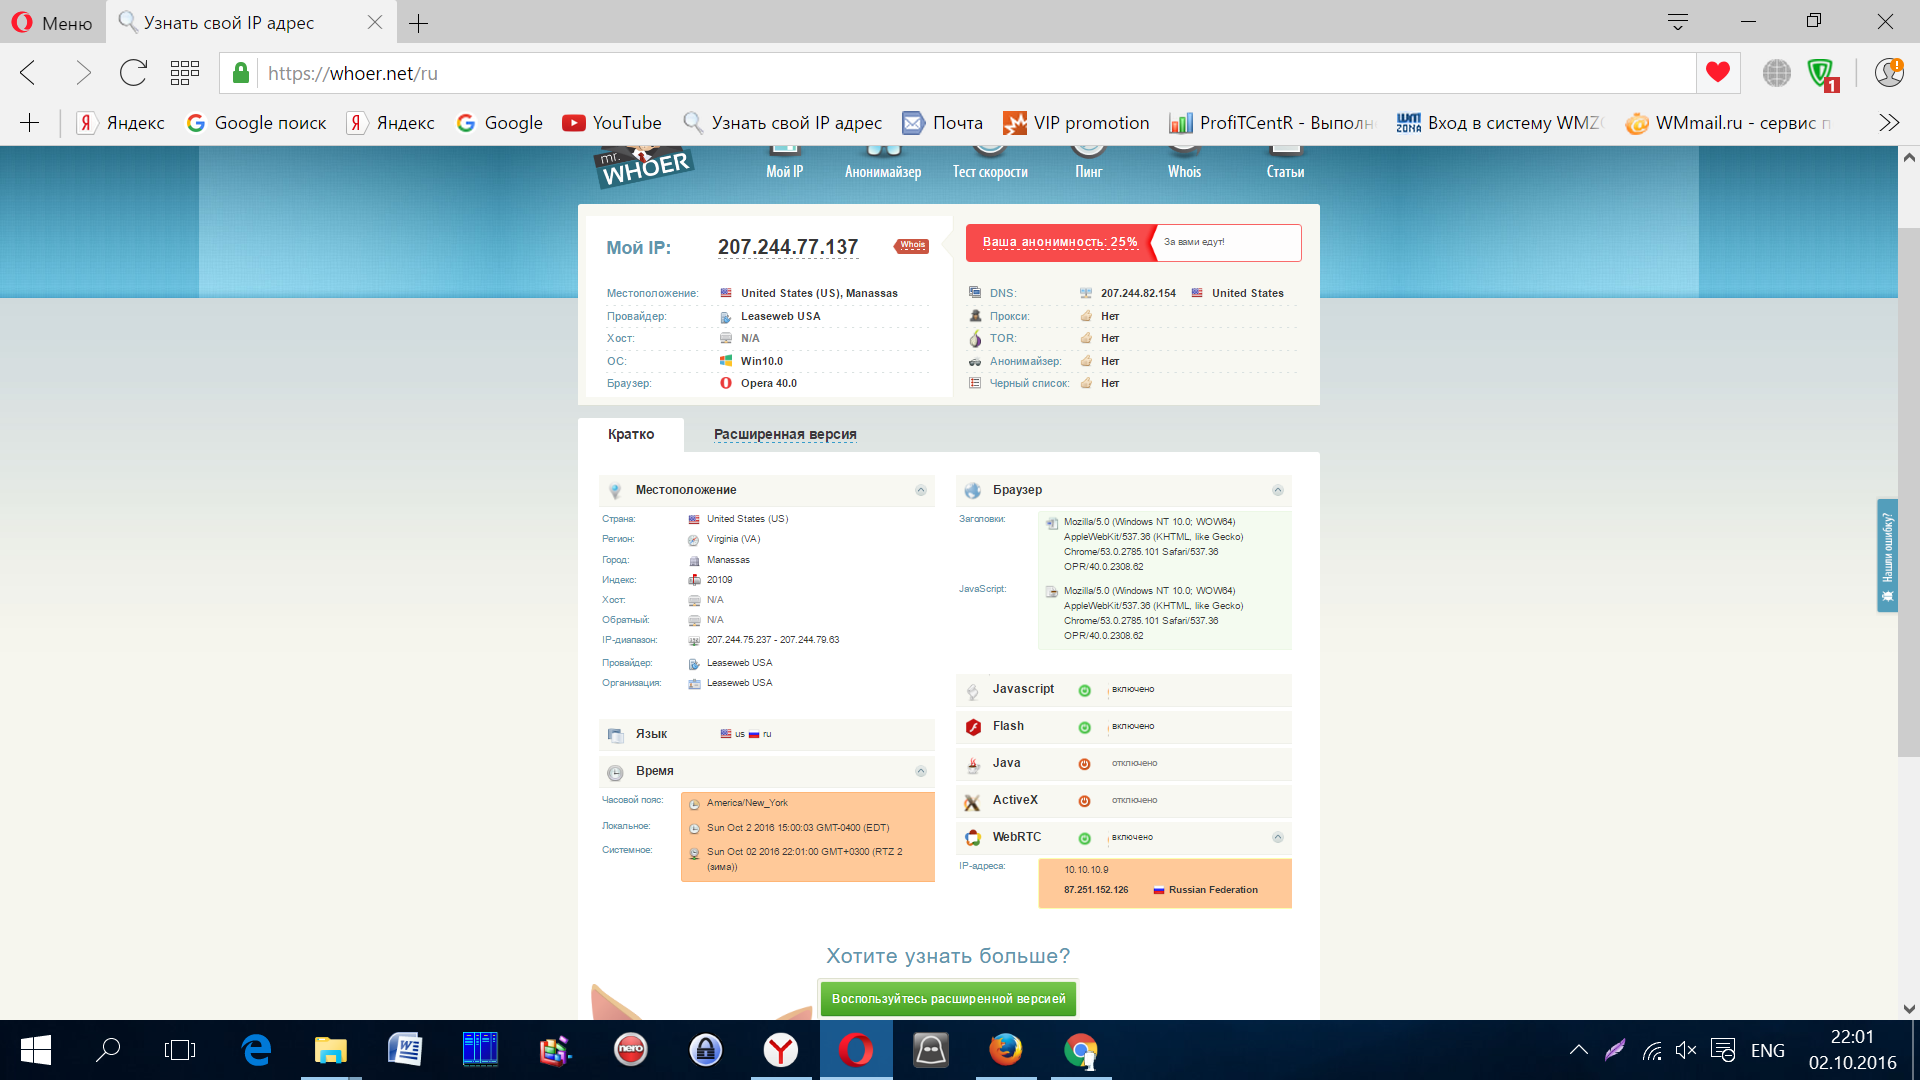 Меню
Узнать свой IP адрес
https://whoer.net/ru
1
Яндекс
Google поиск
Яндекс
Google
YouTube
Узнать свой IP адрес
Почта
VIP promotion
ProfiTCentR - Выполн
Вход в систему WMZ
WMmail.ru - сервис п
mr. WHOER
Мой IP
Анонимайзер
Тест скорости
Пинг
Whois
Статьи
Мой IP: 207.244.77.137 Whois
Местоположение: United States (US), Manassas
Провайдер: Leaseweb USA
Хост: N/A
ОС: Win10.0
Браузер: Opera 40.0
Ваша анонимность: 25% За вами едут!
DNS: 207.244.82.154 United States
Прокси: Нет
TOR: Нет
Анонимайзер: Нет
Черный список: Нет
Кратко
Расширенная версия
Местоположение
Страна: United States (US)
Регион: Virginia (VA)
Город: Manassas
Индекс: 20109
Хост: N/A
Обратный: N/A
IP-диапазон: 207.244.75.237 - 207.244.79.63
Провайдер: Leaseweb USA
Организация: Leaseweb USA
Язык us ru
Время
Часовой пояс: America/New_York
Локальное: Sun Oct 2 2016 15:00:03 GMT-0400 (EDT)
Системное: Sun Oct 02 2016 22:01:00 GMT+0300 (RTZ 2
(зима))
Браузер
Заголовки: Mozilla/5.0 (Windows NT 10.0; WOW64)
AppleWebKit/537.36 (KHTML, like Gecko)
Chrome/53.0.2785.101 Safari/537.36
OPR/40.0.2308.62
JavaScript: Mozilla/5.0 (Windows NT 10.0; WOW64)
AppleWebKit/537.36 (KHTML, like Gecko)
Chrome/53.0.2785.101 Safari/537.36
OPR/40.0.2308.62
Javascript включено
Flash включено
Java отключено
ActiveX отключено
WebRTC включено
IP-адреса: 10.10.10.9
87.251.152.126 Russian Federation
Нашли ошибку?
Хотите узнать больше?
Воспользуйтесь расширенной версией
nero
ENG
22:01
02.10.2016